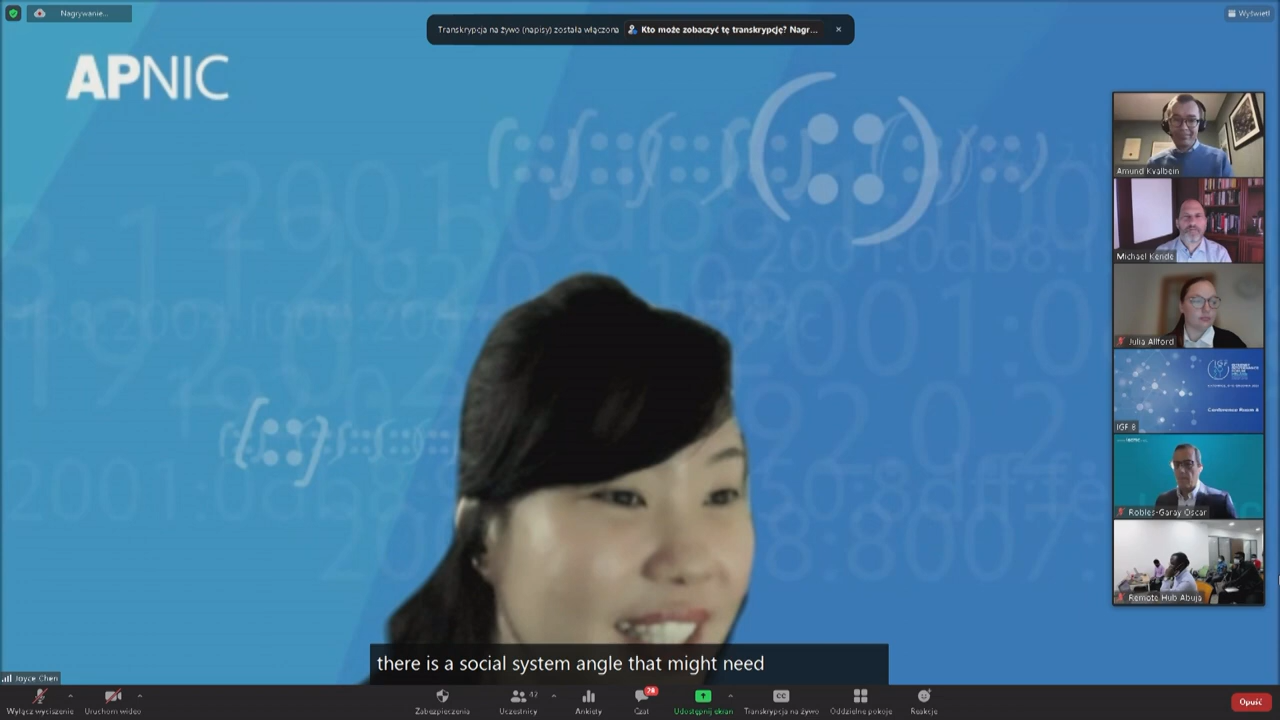 Nagrywanie...
Wyświetl
Transkrypcja na żywo (napisy) została włączona Kto może zobaczyć tę transkrypcję? Nagr...
APNIC
Amund Kvalbein
Michael Kende
Julia Allford
Conference Room 8
IGF 8
Robles-Garay Oscar
Remote Hub Abuja
there is a social system angle that might need
Joyce Chen
Wyłącz wyciszenie
Uruchom wideo
Zabezpieczenia
42
Uczestnicy
Ankiety
28
Czat
Udostępnij ekran
CC
Transkrypcja na żywo
Oddzielne pokoje
Reakcje
Opuść